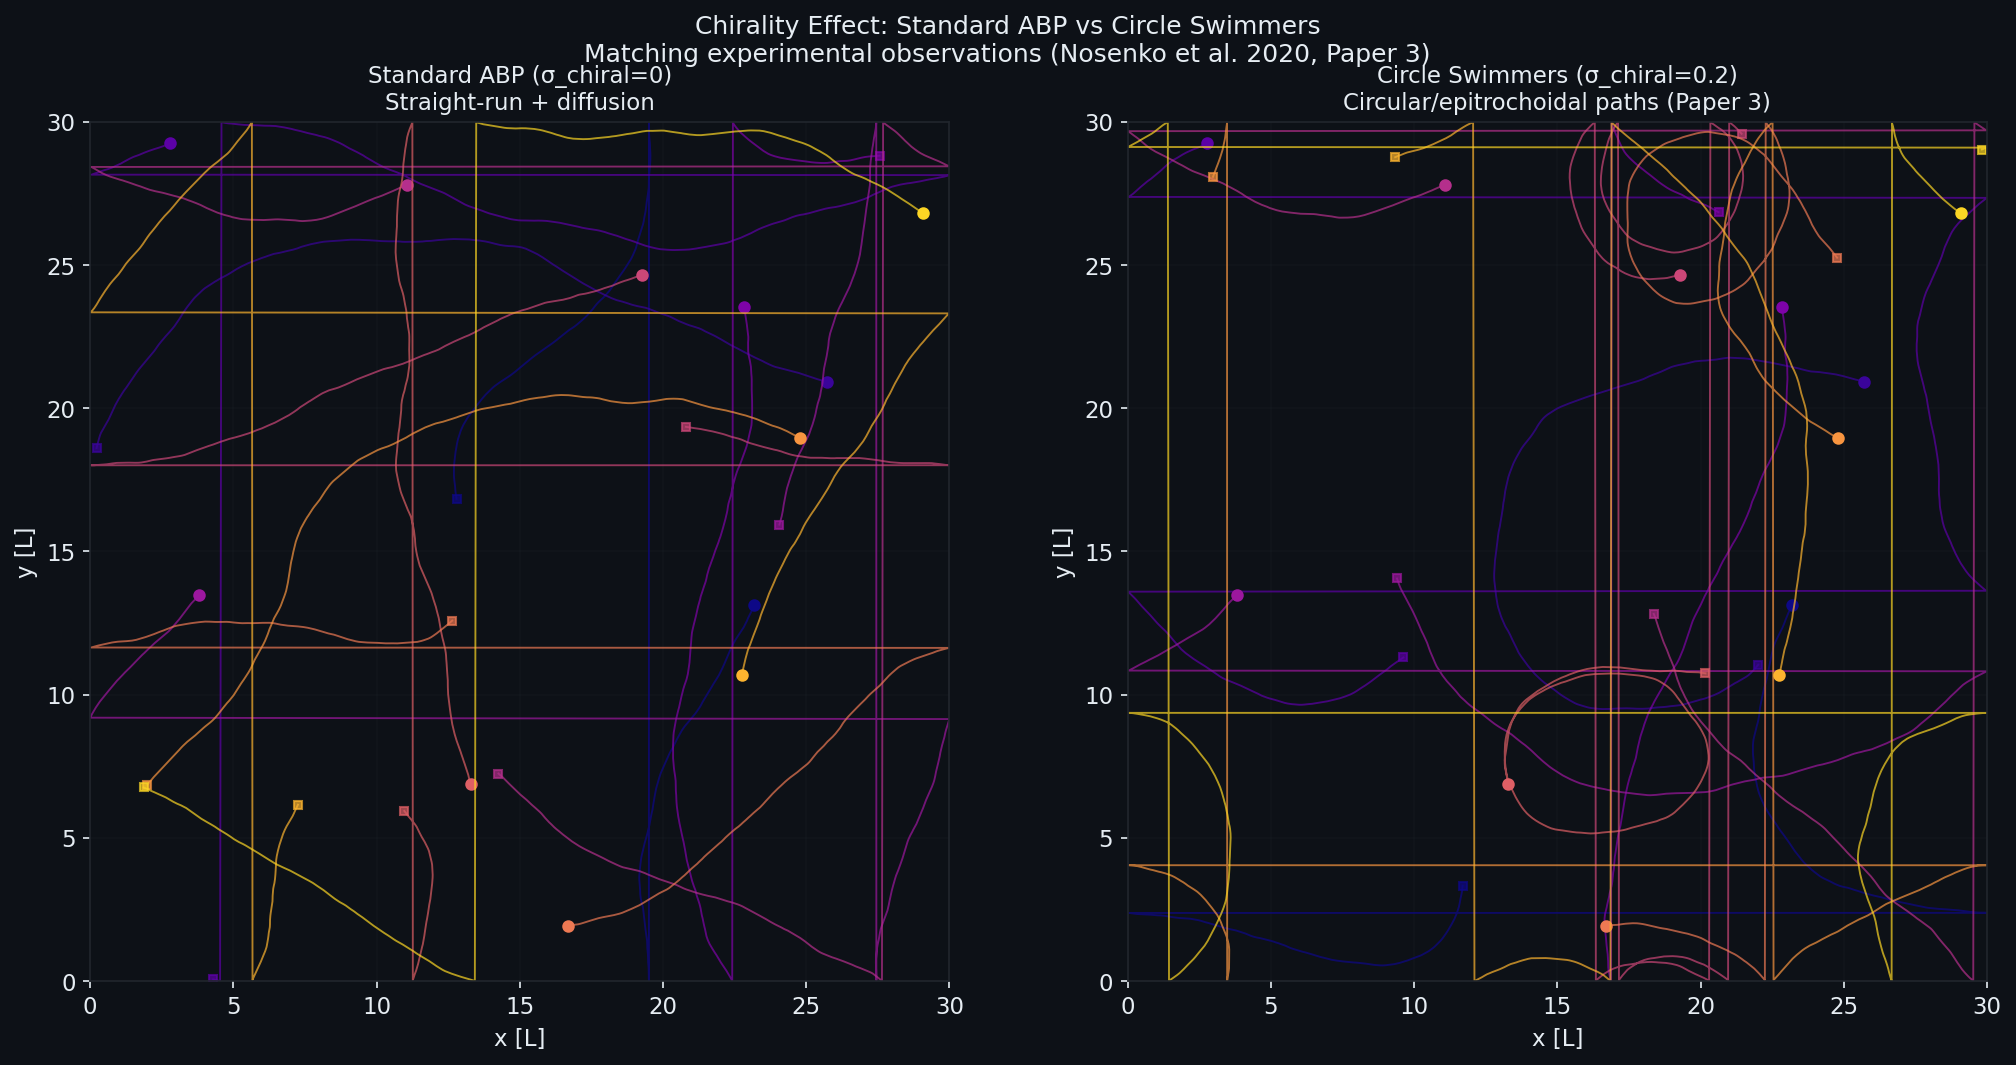 Chirality Effect: Standard ABP vs Circle Swimmers
Matching experimental observations (Nosenko et al. 2020, Paper 3)
Standard ABP (σ_chiral=0)
Straight-run + diffusion
30
25
20
15
10
5
0
y [L]
0 5 10 15 20 25 30
x [L]
Circle Swimmers (σ_chiral=0.2)
Circular/epitrochoidal paths (Paper 3)
30
25
20
15
10
5
0
y [L]
0 5 10 15 20 25 30
x [L]